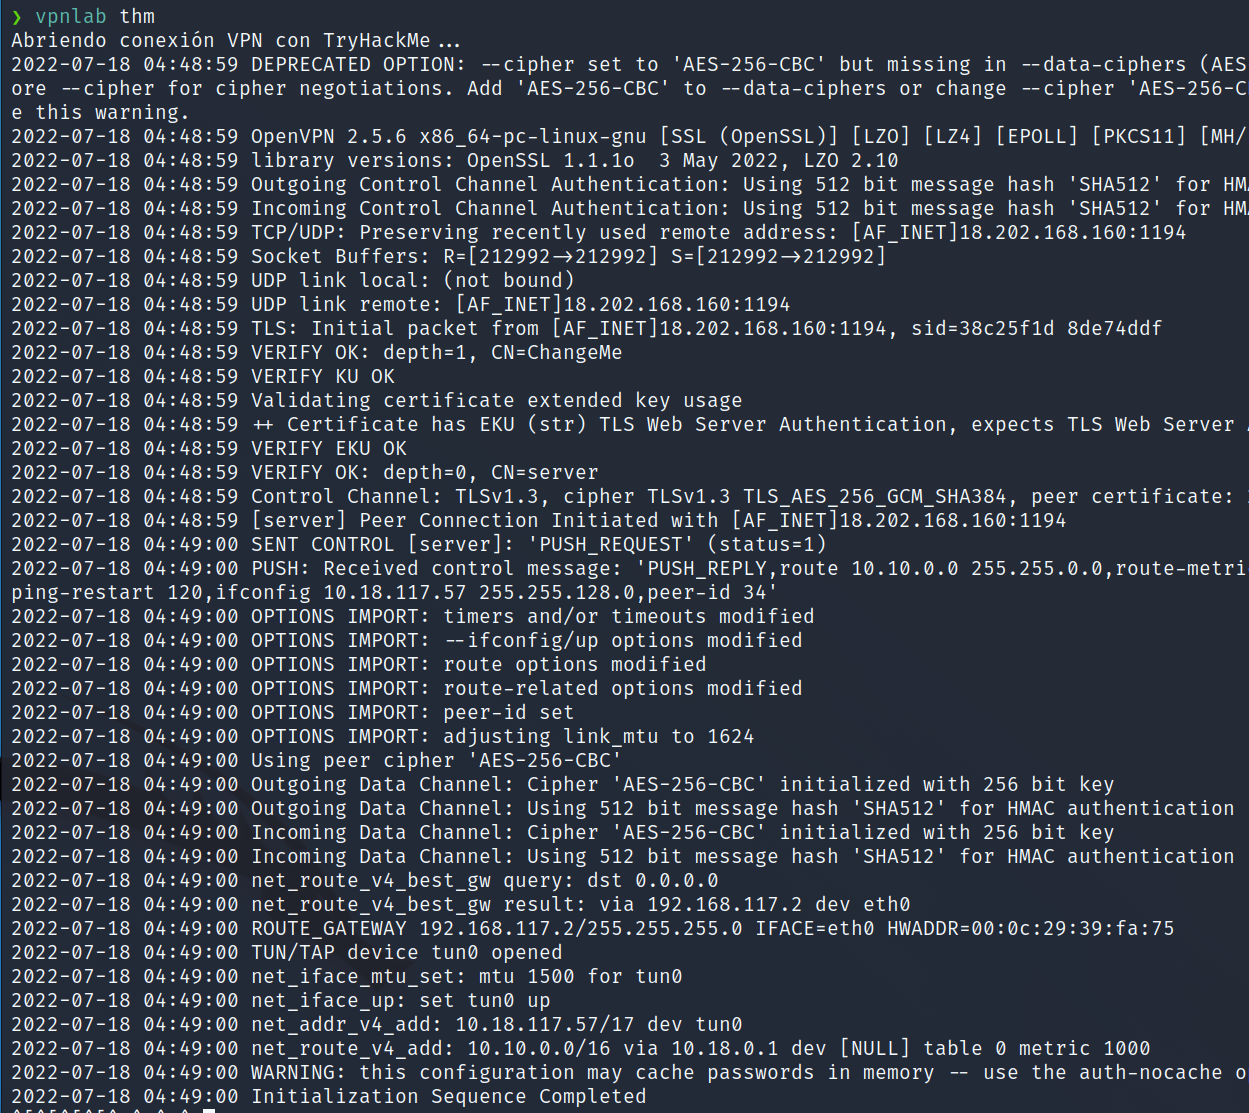 ❯ vpnlab thm
Abriendo conexión VPN con TryHackMe...
2022-07-18 04:48:59 DEPRECATED OPTION: --cipher set to 'AES-256-CBC' but missing in --data-ciphers (AES
ore --cipher for cipher negotiations. Add 'AES-256-CBC' to --data-ciphers or change --cipher 'AES-256-C
e this warning.
2022-07-18 04:48:59 OpenVPN 2.5.6 x86_64-pc-linux-gnu [SSL (OpenSSL)] [LZO] [LZ4] [EPOLL] [PKCS11] [MH/
2022-07-18 04:48:59 library versions: OpenSSL 1.1.1o  3 May 2022, LZO 2.10
2022-07-18 04:48:59 Outgoing Control Channel Authentication: Using 512 bit message hash 'SHA512' for HMA
2022-07-18 04:48:59 Incoming Control Channel Authentication: Using 512 bit message hash 'SHA512' for HMA
2022-07-18 04:48:59 TCP/UDP: Preserving recently used remote address: [AF_INET]18.202.168.160:1194
2022-07-18 04:48:59 Socket Buffers: R=[212992->212992] S=[212992->212992]
2022-07-18 04:48:59 UDP link local: (not bound)
2022-07-18 04:48:59 UDP link remote: [AF_INET]18.202.168.160:1194
2022-07-18 04:48:59 TLS: Initial packet from [AF_INET]18.202.168.160:1194, sid=38c25f1d 8de74ddf
2022-07-18 04:48:59 VERIFY OK: depth=1, CN=ChangeMe
2022-07-18 04:48:59 VERIFY KU OK
2022-07-18 04:48:59 Validating certificate extended key usage
2022-07-18 04:48:59 ++ Certificate has EKU (str) TLS Web Server Authentication, expects TLS Web Server
2022-07-18 04:48:59 VERIFY EKU OK
2022-07-18 04:48:59 VERIFY OK: depth=0, CN=server
2022-07-18 04:48:59 Control Channel: TLSv1.3, cipher TLSv1.3 TLS_AES_256_GCM_SHA384, peer certificate:
2022-07-18 04:48:59 [server] Peer Connection Initiated with [AF_INET]18.202.168.160:1194
2022-07-18 04:49:00 SENT CONTROL [server]: 'PUSH_REQUEST' (status=1)
2022-07-18 04:49:00 PUSH: Received control message: 'PUSH_REPLY,route 10.10.0.0 255.255.0.0,route-metri
ping-restart 120,ifconfig 10.18.117.57 255.255.128.0,peer-id 34'
2022-07-18 04:49:00 OPTIONS IMPORT: timers and/or timeouts modified
2022-07-18 04:49:00 OPTIONS IMPORT: --ifconfig/up options modified
2022-07-18 04:49:00 OPTIONS IMPORT: route options modified
2022-07-18 04:49:00 OPTIONS IMPORT: route-related options modified
2022-07-18 04:49:00 OPTIONS IMPORT: peer-id set
2022-07-18 04:49:00 OPTIONS IMPORT: adjusting link_mtu to 1624
2022-07-18 04:49:00 Using peer cipher 'AES-256-CBC'
2022-07-18 04:49:00 Outgoing Data Channel: Cipher 'AES-256-CBC' initialized with 256 bit key
2022-07-18 04:49:00 Outgoing Data Channel: Using 512 bit message hash 'SHA512' for HMAC authentication
2022-07-18 04:49:00 Incoming Data Channel: Cipher 'AES-256-CBC' initialized with 256 bit key
2022-07-18 04:49:00 Incoming Data Channel: Using 512 bit message hash 'SHA512' for HMAC authentication
2022-07-18 04:49:00 net_route_v4_best_gw query: dst 0.0.0.0
2022-07-18 04:49:00 net_route_v4_best_gw result: via 192.168.117.2 dev eth0
2022-07-18 04:49:00 ROUTE_GATEWAY 192.168.117.2/255.255.255.0 IFACE=eth0 HWADDR=00:0c:29:39:fa:75
2022-07-18 04:49:00 TUN/TAP device tun0 opened
2022-07-18 04:49:00 net_iface_mtu_set: mtu 1500 for tun0
2022-07-18 04:49:00 net_iface_up: set tun0 up
2022-07-18 04:49:00 net_addr_v4_add: 10.18.117.57/17 dev tun0
2022-07-18 04:49:00 net_route_v4_add: 10.10.0.0/16 via 10.18.0.1 dev [NULL] table 0 metric 1000
2022-07-18 04:49:00 WARNING: this configuration may cache passwords in memory -- use the auth-nocache o
2022-07-18 04:49:00 Initialization Sequence Completed